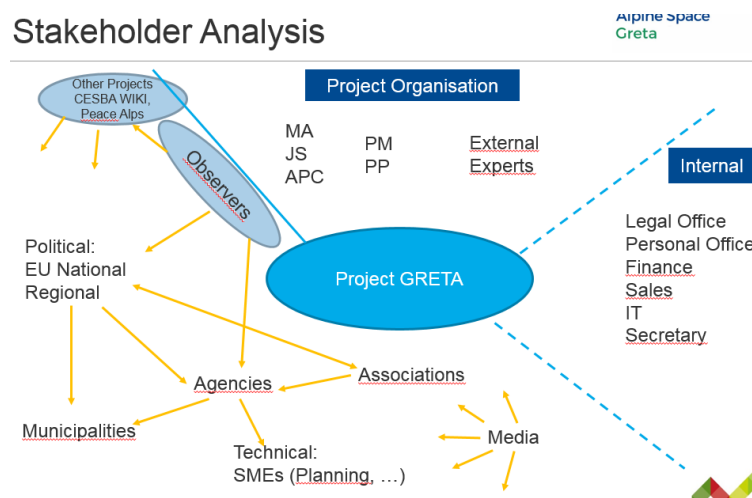 Stakeholder Analysis
Alpine Space
Greta
Other Projects
CESBA WIKI,
Peace Alps
Project Organisation
Observers
MA
JS
APC
PM
PP
External
Experts
Internal
Legal Office
Personal Office
Finance
Sales
IT
Secretary
Political:
EU National
Regional
Project GRETA
Agencies
Associations
Municipalities
Media
Technical:
SMEs (Planning, …)